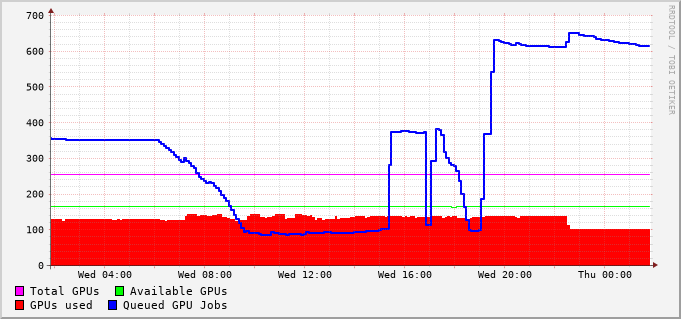 700
600
500
400
300
200
100
0
Wed 04:00 Wed 08:00 Wed 12:00 Wed 16:00 Wed 20:00 Thu 00:00
Total GPUs Available GPUs
GPUs used Queued GPU Jobs
RRDTOOL / TOBI OETIKER